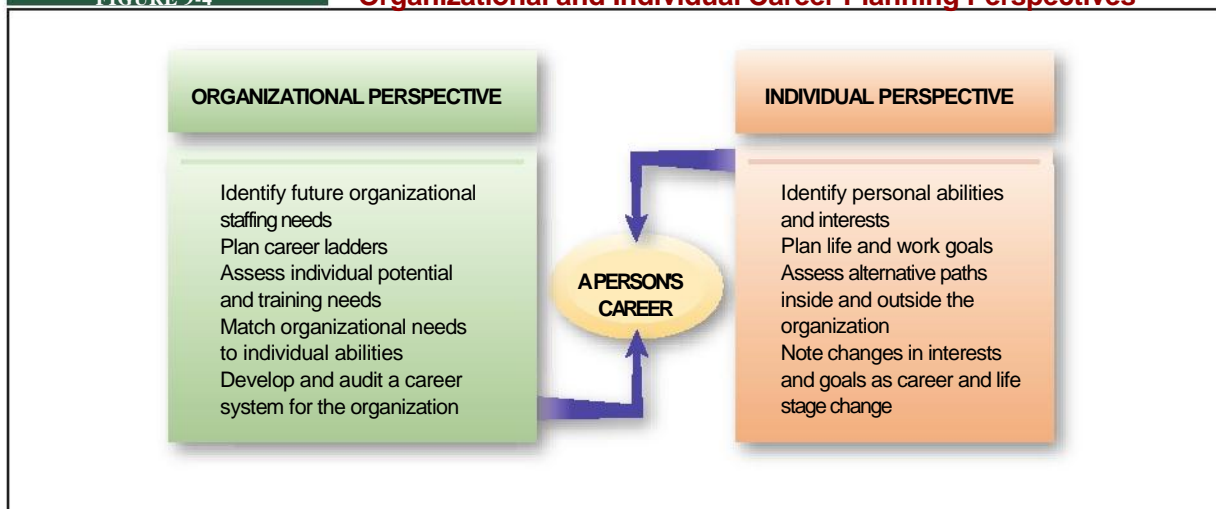 Organizational and Individual Career Planning Perspectives
ORGANIZATIONAL PERSPECTIVE
Identify future organizational
staffing needs
Plan career ladders
Assess individual potential
and training needs
Match organizational needs
to individual abilities
Develop and audit a career
system for the organization
A PERSON'S
CAREER
INDIVIDUAL PERSPECTIVE
Identify personal abilities
and interests
Plan life and work goals
Assess alternative paths
inside and outside the
organization
Note changes in interests
and goals as career and life
stage change